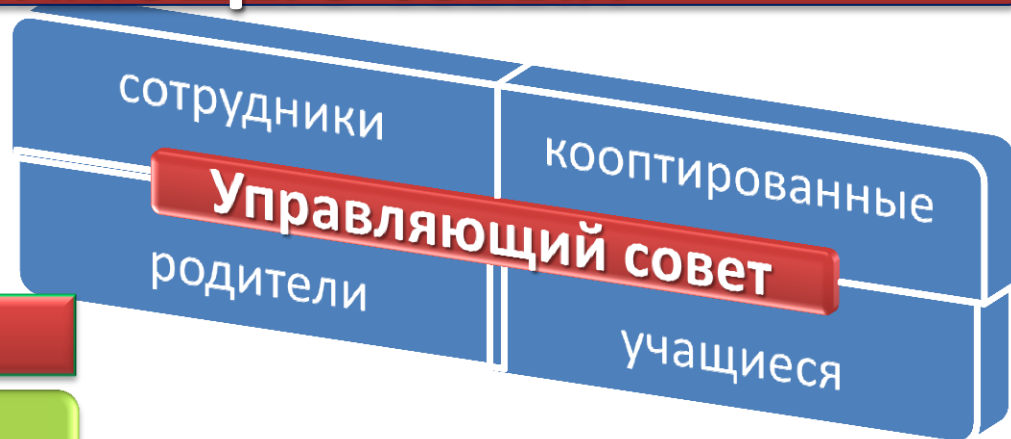 сотрудники
кооптированные
Управляющий совет
родители
учащиеся